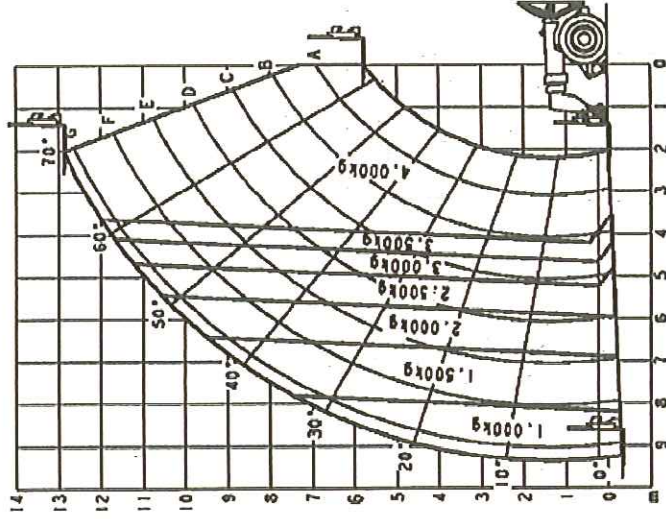 14 13 12 11 10 9 8 7 6 5 4 3 2 1 0 m
0 1 2 3 4 5 6 7 8 9 m
A
B
C
D
E
F
G
70°
60°
50°
40°
30°
20°
10°
0°
4.000kg
3.500kg
3.000kg
2.500kg
2.000kg
1.500kg
1.000kg